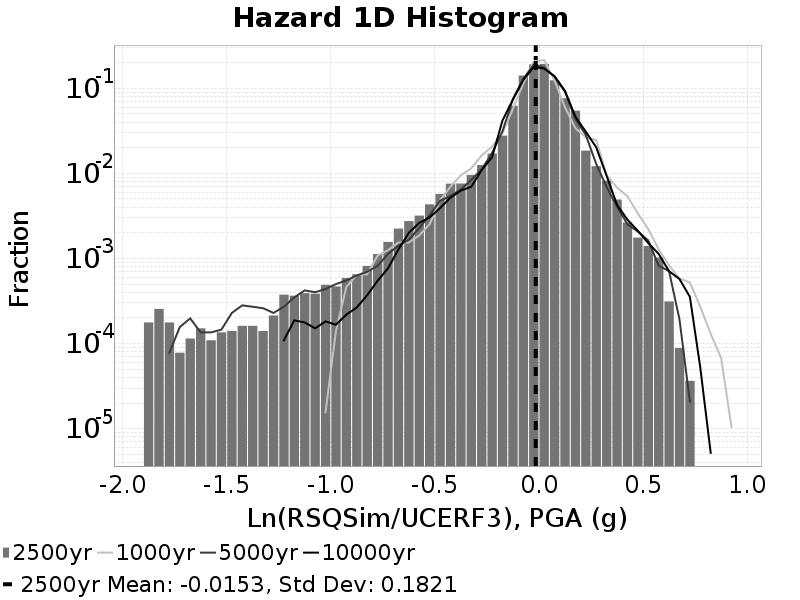 Hazard 1D Histogram
Fraction
10-1
10-2
10-3
10-4
10-5
-2.0 -1.5 -1.0 -0.5 0.0 0.5 1.0
Ln(RSQSim/UCERF3), PGA (g)
2500yr 1000yr 5000yr 10000yr
2500yr Mean: -0.0153, Std Dev: 0.1821